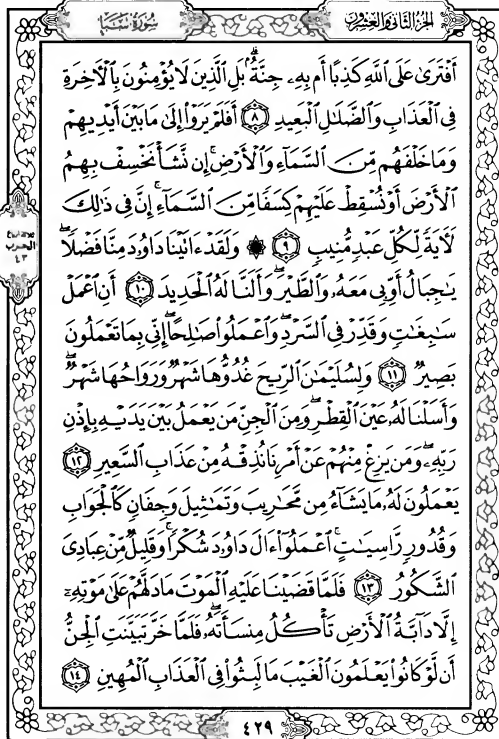 الجزء الثاني والعشرون
سورة سبأ
أَفْتَرَىٰ عَلَى ٱللَّهِ كَذِبًا أَم بِهِۦ جِنَّةُۢ ۗ بَلِ ٱلَّذِينَ لَا يُؤْمِنُونَ بِٱلْأَخِرَةِ
فِى ٱلْعَذَابِ وَٱلضَّلَٰلِ ٱلْبَعِيدِ ٨ أَفَلَمْ يَرَوْا۟ إِلَىٰ مَا بَيْنَ أَيْدِيهِمْ
وَمَا خَلْفَهُم مِّنَ ٱلسَّمَآءِ وَٱلْأَرْضِ ۚ إِن نَّشَأْ نَخْسِفْ بِهِمُ
ٱلْأَرْضَ أَوْ نُسْقِطْ عَلَيْهِمْ كِسَفًا مِّنَ ٱلسَّمَآءِ ۚ إِنَّ فِى ذَٰلِكَ
لَأٓيَةً لِّكُلِّ عَبْدٍ مُّنِيبٍ ٩ ۞ وَلَقَدْ ءَاتَيْنَا دَاوُۥدَ مِنَّا فَضْلًا ۖ
يَٰجِبَالُ أَوِّبِى مَعَهُۥ وَٱلطَّيْرَ ۖ وَأَلَنَّا لَهُ ٱلْحَدِيدَ ١٠ أَنِ ٱعْمَلْ
سَٰبِغَٰتٍ وَقَدِّرْ فِى ٱلسَّرْدِ ۖ وَٱعْمَلُوا۟ صَٰلِحًا ۖ إِنِّى بِمَا تَعْمَلُونَ
بَصِيرٌ ١١ وَلِسُلَيْمَٰنَ ٱلرِّيحَ غُدُوُّهَا شَهْرٌ وَرَوَاحُهَا شَهْرٌ ۖ
وَأَسَلْنَا لَهُۥ عَيْنَ ٱلْقِطْرِ ۖ وَمِنَ ٱلْجِنِّ مَن يَعْمَلُ بَيْنَ يَدَيْهِ بِإِذْنِ
رَبِّهِۦ ۖ وَمَن يَزِغْ مِنْهُمْ عَنْ أَمْرِنَا نُذِقْهُ مِنْ عَذَابِ ٱلسَّعِيرِ ١٢
يَعْمَلُونَ لَهُۥ مَا يَشَآءُ مِن مَّحَٰرِيبَ وَتَمَٰثِيلَ وَجِفَانٍ كَٱلْجَوَابِ
وَقُدُورٍ رَّاسِيَٰتٍ ۚ ٱعْمَلُوٓا۟ ءَالَ دَاوُۥدَ شُكْرًا ۚ وَقَلِيلٌ مِّنْ عِبَادِىَ
ٱلشَّكُورُ ١٣ فَلَمَّا قَضَيْنَا عَلَيْهِ ٱلْمَوْتَ مَا دَلَّهُمْ عَلَىٰ مَوْتِهِۦٓ
إِلَّا دَآبَّةُ ٱلْأَرْضِ تَأْكُلُ مِنسَأَتَهُۥ ۖ فَلَمَّا خَرَّ تَبَيَّنَتِ ٱلْجِنُّ
أَن لَّوْ كَانُوا۟ يَعْلَمُونَ ٱلْغَيْبَ مَا لَبِثُوا۟ فِى ٱلْعَذَابِ ٱلْمُهِينِ ١٤
الحزب
٤٣
٤٢٩